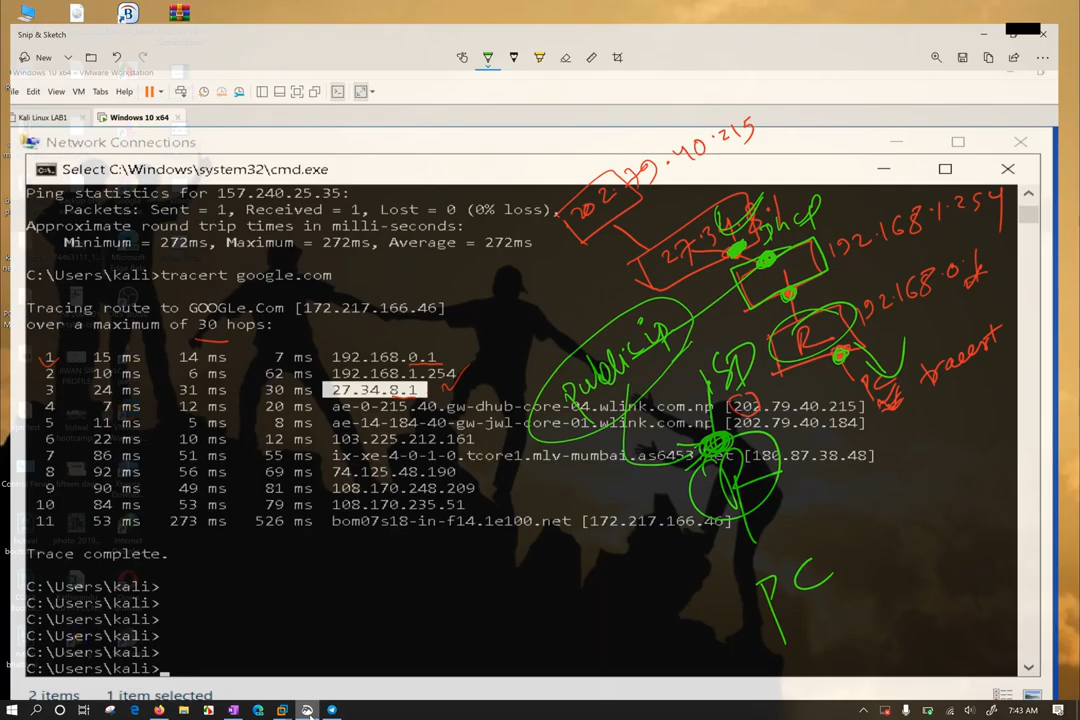 Snip & Sketch
New
Windows 10 x64 - VMware Workstation
File Edit View VM Tabs Help
Kali Linux LAB1
Windows 10 x64
Network Connections
Select C:\Windows\system32\cmd.exe
Ping statistics for 157.240.25.35:
Packets: Sent = 1, Received = 1, Lost = 0 (0% loss),
Approximate round trip times in milli-seconds:
Minimum = 272ms, Maximum = 272ms, Average = 272ms
C:\Users\kali>tracert google.com
Tracing route to GOOGLe.Com [172.217.166.46]
over a maximum of 30 hops:
1 15 ms 14 ms 7 ms 192.168.0.1
2 10 ms 6 ms 62 ms 192.168.1.254
3 24 ms 31 ms 30 ms 27.34.8.1
4 7 ms 12 ms 20 ms ae-0-215.40.gw-dhub-core-04.wlink.com.np [202.79.40.215]
5 11 ms 5 ms 8 ms ae-14-184-40-gw-jwl-core-01.wlink.com.np [202.79.40.184]
6 22 ms 10 ms 12 ms 103.225.212.161
7 86 ms 51 ms 55 ms ix-xe-4-0-1-0.tcore1.mlv-mumbai.as6453.net [180.87.38.48]
8 92 ms 56 ms 69 ms 74.125.48.190
9 90 ms 49 ms 81 ms 108.170.248.209
10 84 ms 53 ms 79 ms 108.170.235.51
11 53 ms 273 ms 526 ms bom07s18-in-f14.1e100.net [172.217.166.46]
Trace complete.
C:\Users\kali>
C:\Users\kali>
C:\Users\kali>
C:\Users\kali>
C:\Users\kali>
C:\Users\kali>
2 items 1 item selected
202.79.40.215
dhcp
192.168.1.254
192.168.0.1
R
tracert
public ip
R
PC
7:43 AM